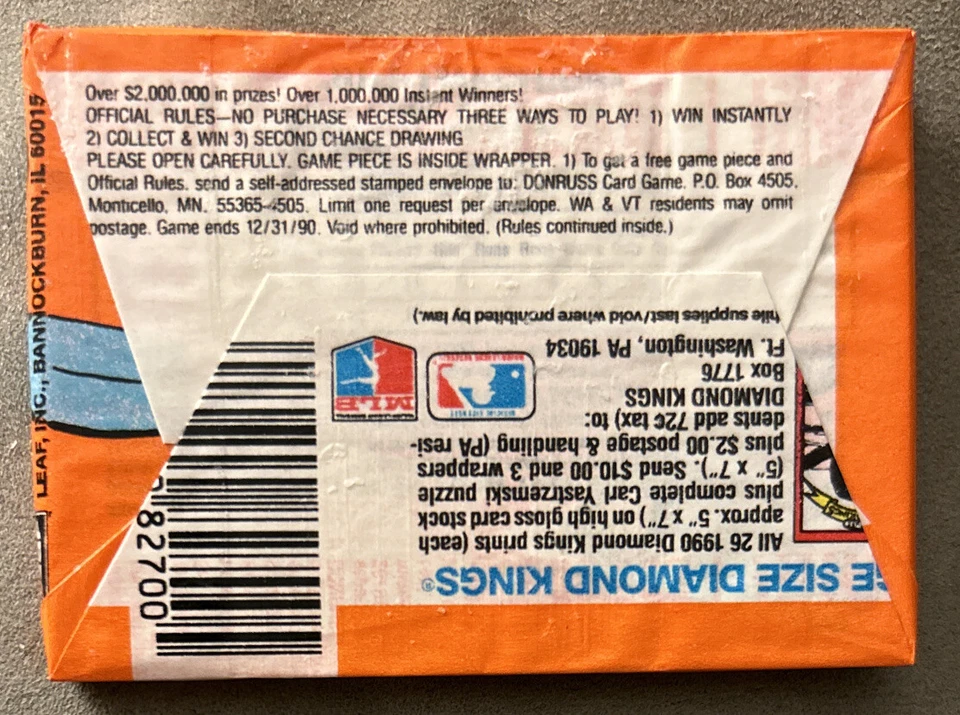 Over $2,000,000 in prizes! Over 1,000,000 Instant Winners!
OFFICIAL RULES—NO PURCHASE NECESSARY THREE WAYS TO PLAY! 1) WIN INSTANTLY
2) COLLECT & WIN 3) SECOND CHANCE DRAWING
PLEASE OPEN CAREFULLY. GAME PIECE IS INSIDE WRAPPER. 1) To get a free game piece and
Official Rules, send a self-addressed stamped envelope to: DONRUSS Card Game, P.O. Box 4505,
Monticello, MN. 55365-4505. Limit one request per envelope. WA & VT residents may omit
postage. Game ends 12/31/90. Void where prohibited. (Rules continued inside.)
LEAF, INC., BANNOCKBURN, IL 60015
GE SIZE DIAMOND KINGS®
All 26 1990 Diamond Kings prints (each
approx. 5" x 7") on high gloss card stock
plus complete Carl Yastrzemski puzzle
(5" x 7"). Send $10.00 and 3 wrappers
plus $2.00 postage & handling (PA resi-
dents add 72¢ tax) to:
DIAMOND KINGS
Box 1776
Ft. Washington, PA 19034
hile supplies last/void where prohibited by law.)
MLB
82700